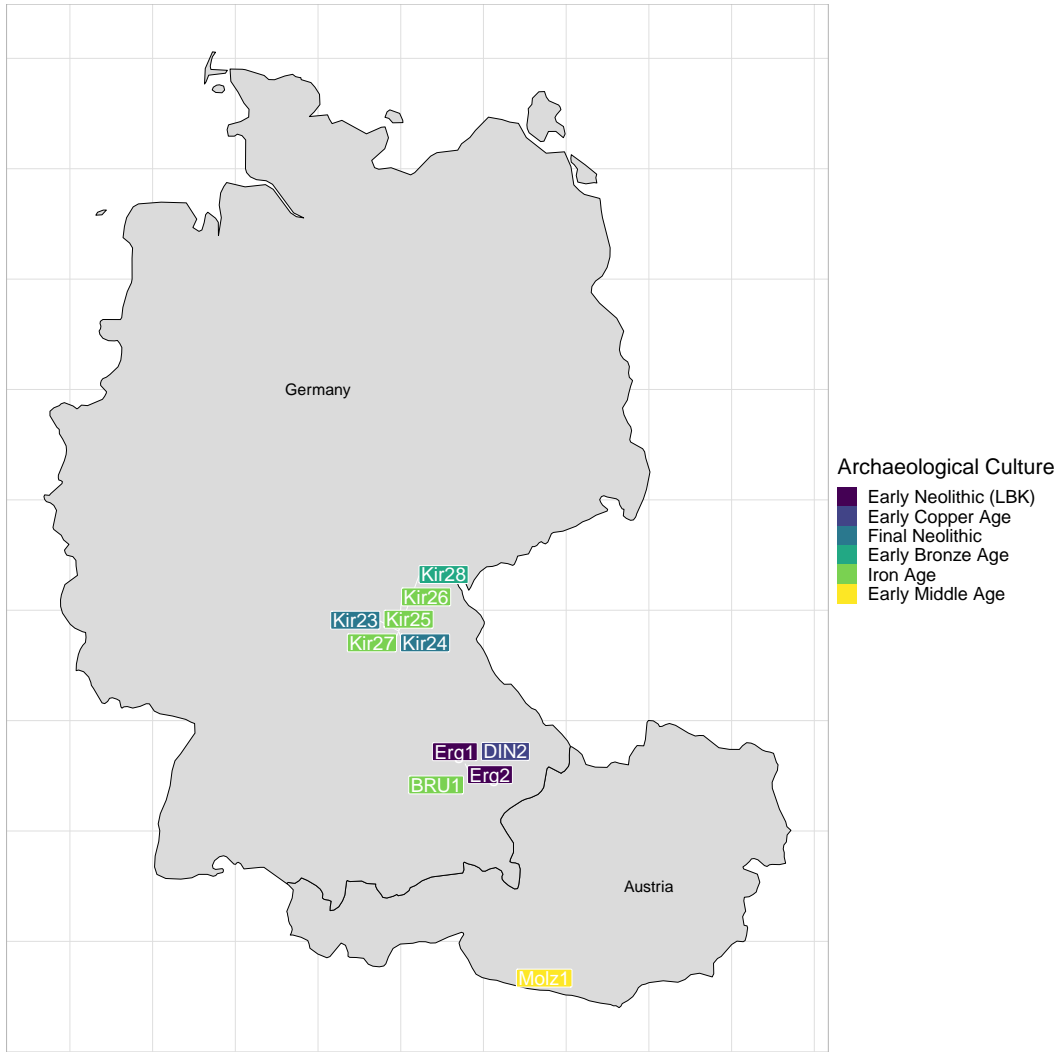 Germany
Kir28
Kir26
Kir23
Kir25
Kir27
Kir24
Erg1
DIN2
Erg2
BRU1
Austria
Molz1
Archaeological Culture
Early Neolithic (LBK)
Early Copper Age
Final Neolithic
Early Bronze Age
Iron Age
Early Middle Age